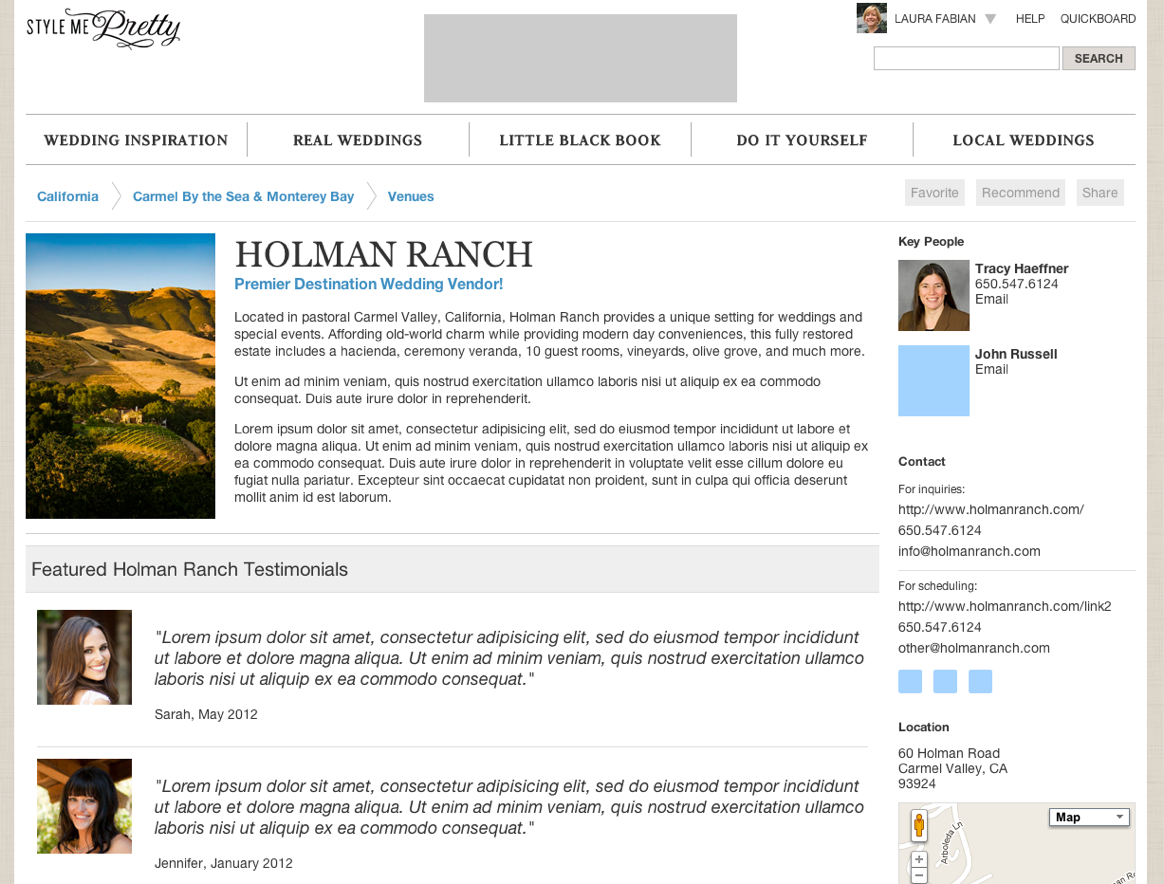 STYLE ME Pretty
LAURA FABIAN
HELP
QUICKBOARD
SEARCH
WEDDING INSPIRATION
REAL WEDDINGS
LITTLE BLACK BOOK
DO IT YOURSELF
LOCAL WEDDINGS
California
Carmel By the Sea & Monterey Bay
Venues
Favorite
Recommend
Share
HOLMAN RANCH
Premier Destination Wedding Vendor!
Located in pastoral Carmel Valley, California, Holman Ranch provides a unique setting for weddings and
special events. Affording old-world charm while providing modern day conveniences, this fully restored
estate includes a hacienda, ceremony veranda, 10 guest rooms, vineyards, olive grove, and much more.
Ut enim ad minim veniam, quis nostrud exercitation ullamco laboris nisi ut aliquip ex ea commodo
consequat. Duis aute irure dolor in reprehenderit.
Lorem ipsum dolor sit amet, consectetur adipisicing elit, sed do eiusmod tempor incididunt ut labore et
dolore magna aliqua. Ut enim ad minim veniam, quis nostrud exercitation ullamco laboris nisi ut aliquip ex
ea commodo consequat. Duis aute irure dolor in reprehenderit in voluptate velit esse cillum dolore eu
fugiat nulla pariatur. Excepteur sint occaecat cupidatat non proident, sunt in culpa qui officia deserunt
mollit anim id est laborum.
Featured Holman Ranch Testimonials
"Lorem ipsum dolor sit amet, consectetur adipisicing elit, sed do eiusmod tempor incididunt
ut labore et dolore magna aliqua. Ut enim ad minim veniam, quis nostrud exercitation ullamco
laboris nisi ut aliquip ex ea commodo consequat."
Sarah, May 2012
"Lorem ipsum dolor sit amet, consectetur adipisicing elit, sed do eiusmod tempor incididunt
ut labore et dolore magna aliqua. Ut enim ad minim veniam, quis nostrud exercitation ullamco
laboris nisi ut aliquip ex ea commodo consequat."
Jennifer, January 2012
Key People
Tracy Haeffner
650.547.6124
Email
John Russell
Email
Contact
For inquiries:
http://www.holmanranch.com/
650.547.6124
info@holmanranch.com
For scheduling:
http://www.holmanranch.com/link2
650.547.6124
other@holmanranch.com
Location
60 Holman Road
Carmel Valley, CA
93924
Map
Arboleda Ln